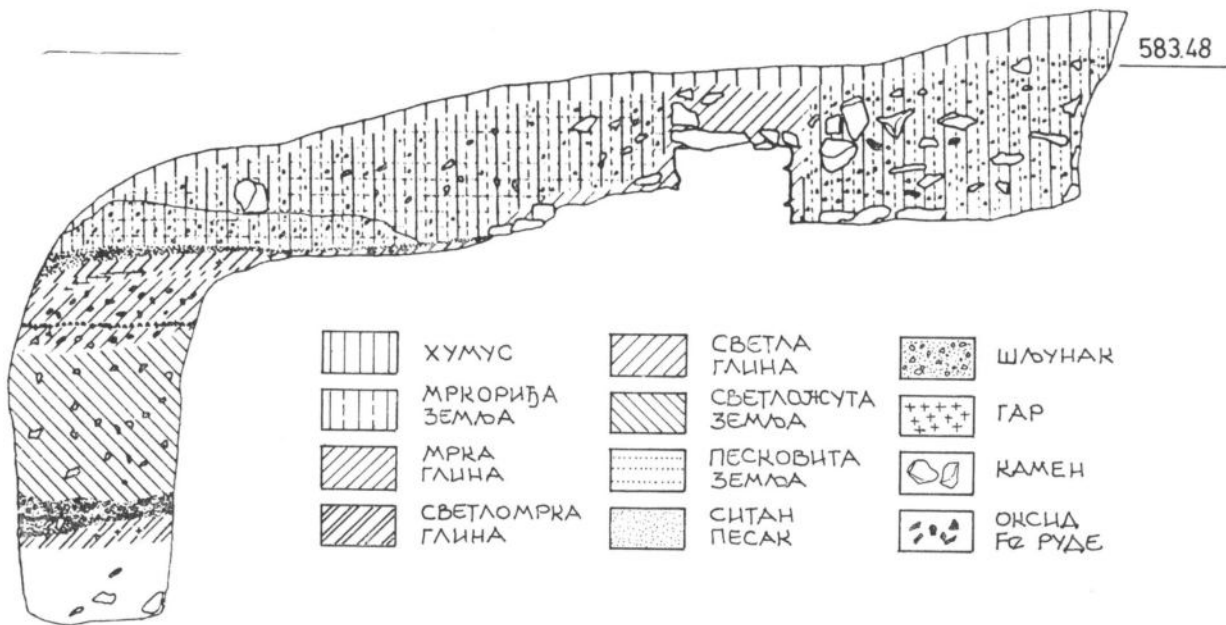 583.48
ХУМУС
МРКОРИЂА
ЗЕМЉА
МРКА
ГЛИНА
СВЕТЛОМРКА
ГЛИНА
СВЕТЛА
ГЛИНА
СВЕТЛОЖУТА
ЗЕМЉА
ПЕСКОВИТА
ЗЕМЉА
СИТАН
ПЕСАК
ШЉУНАК
ГАР
КАМЕН
ОКСИД
Fe РУДЕ